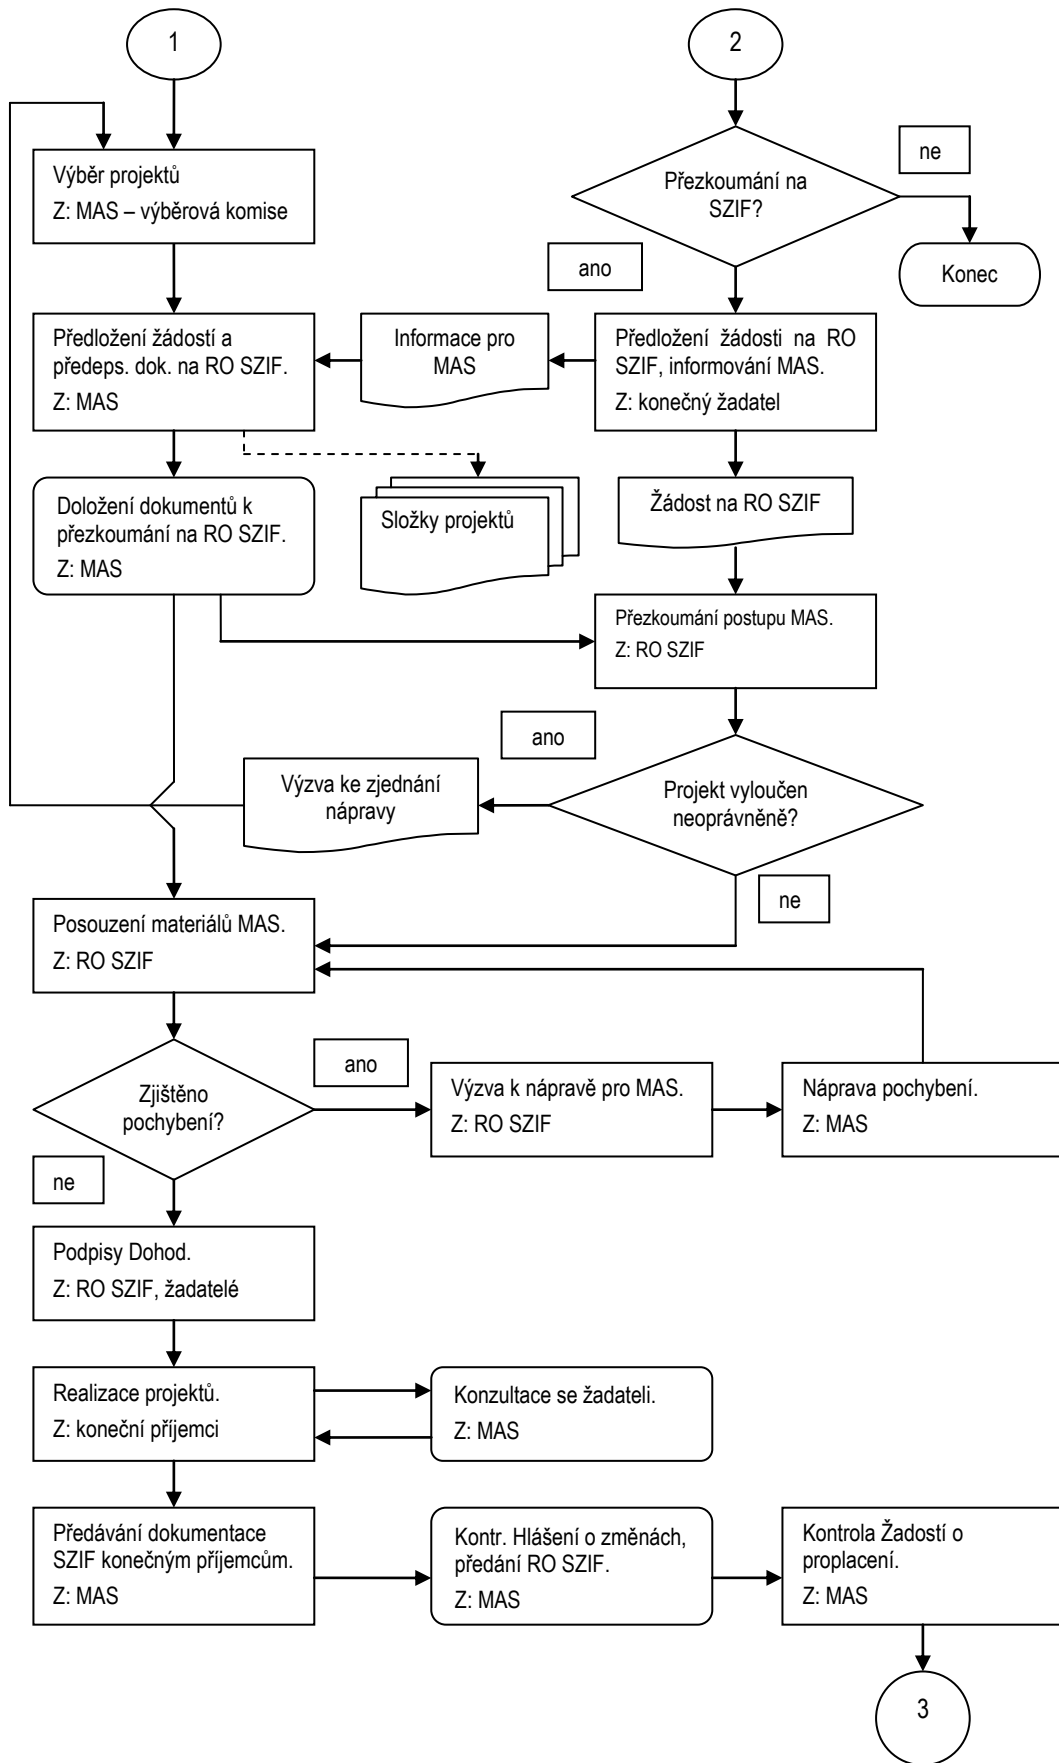 1
2
Výběr projektů
Z: MAS – výběrová komise
Přezkoumání na
SZIF?
ne
Konec
ano
Předložení žádostí a
předeps. dok. na RO SZIF.
Z: MAS
Informace pro
MAS
Předložení žádosti na RO
SZIF, informování MAS.
Z: konečný žadatel
Doložení dokumentů k
přezkoumání na RO SZIF.
Z: MAS
Složky projektů
Žádost na RO SZIF
Přezkoumání postupu MAS.
Z: RO SZIF
ano
Výzva ke zjednání
nápravy
Projekt vyloučen
neoprávněně?
ne
Posouzení materiálů MAS.
Z: RO SZIF
Zjištěno
pochybení?
ano
Výzva k nápravě pro MAS.
Z: RO SZIF
Náprava pochybení.
Z: MAS
ne
Podpisy Dohod.
Z: RO SZIF, žadatelé
Realizace projektů.
Z: koneční příjemci
Konzultace se žadateli.
Z: MAS
Předávání dokumentace
SZIF konečným příjemcům.
Z: MAS
Kontr. Hlášení o změnách,
předání RO SZIF.
Z: MAS
Kontrola Žadostí o
proplacení.
Z: MAS
3